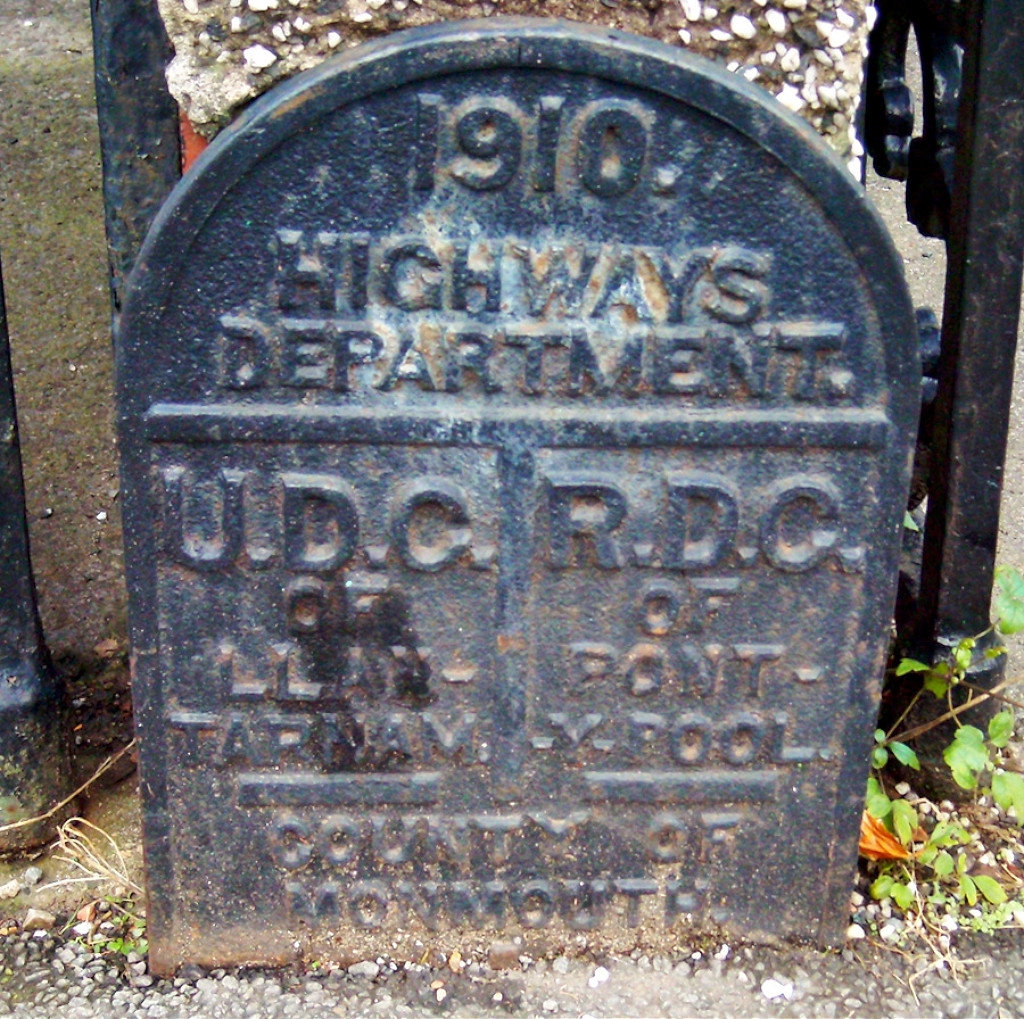 1910.
HIGHWAYS
DEPARTMENT.
U.D.C.
OF
LLAN-
TARNAM.
R.D.C.
OF
PONT-
-Y-POOL.
COUNTY OF
MONMOUTH.